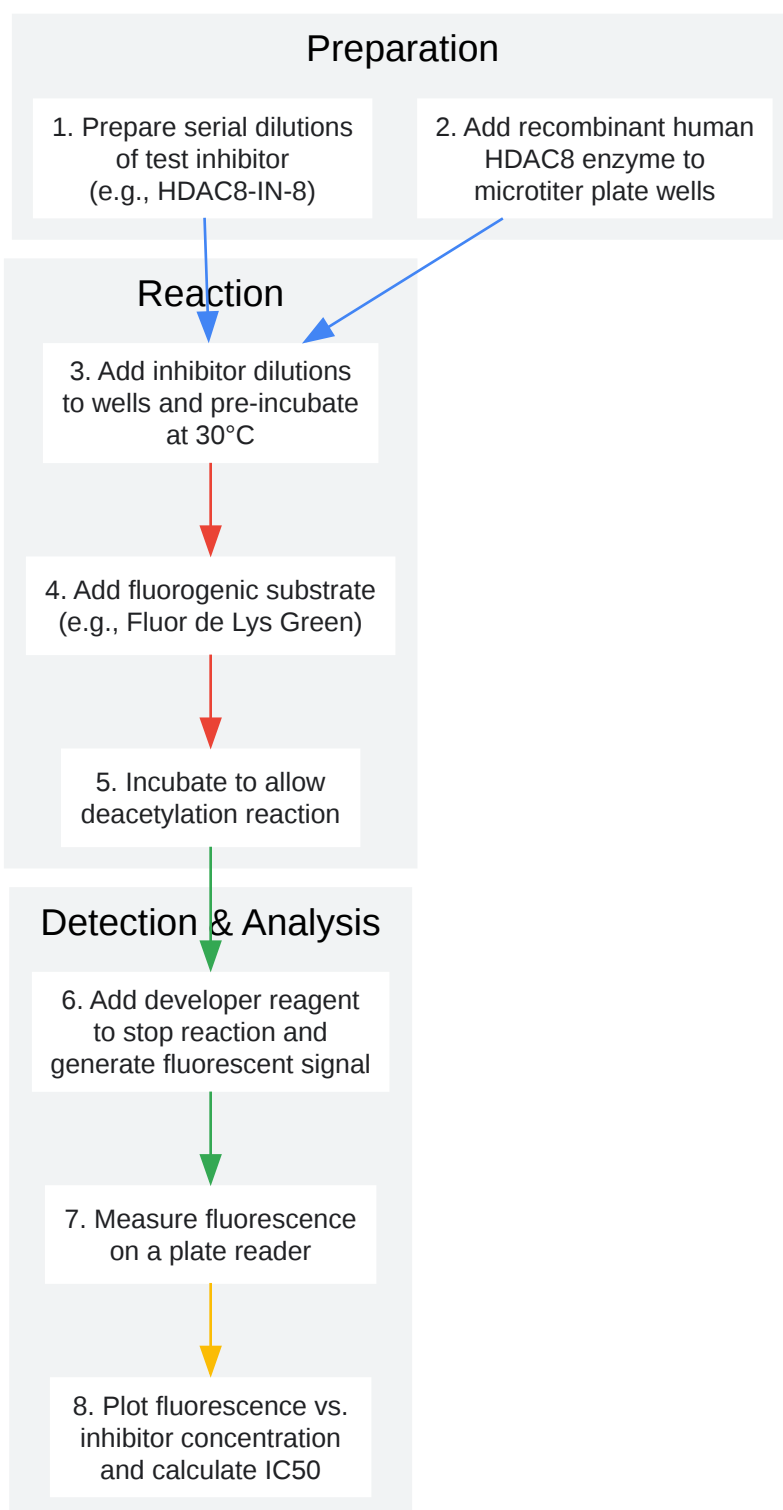 Preparation
1. Prepare serial dilutions
of test inhibitor
(e.g., HDAC8-IN-8)
2. Add recombinant human
HDAC8 enzyme to
microtiter plate wells
Reaction
3. Add inhibitor dilutions
to wells and pre-incubate
at 30°C
4. Add fluorogenic substrate
(e.g., Fluor de Lys Green)
5. Incubate to allow
deacetylation reaction
Detection & Analysis
6. Add developer reagent
to stop reaction and
generate fluorescent signal
7. Measure fluorescence
on a plate reader
8. Plot fluorescence vs.
inhibitor concentration
and calculate IC50